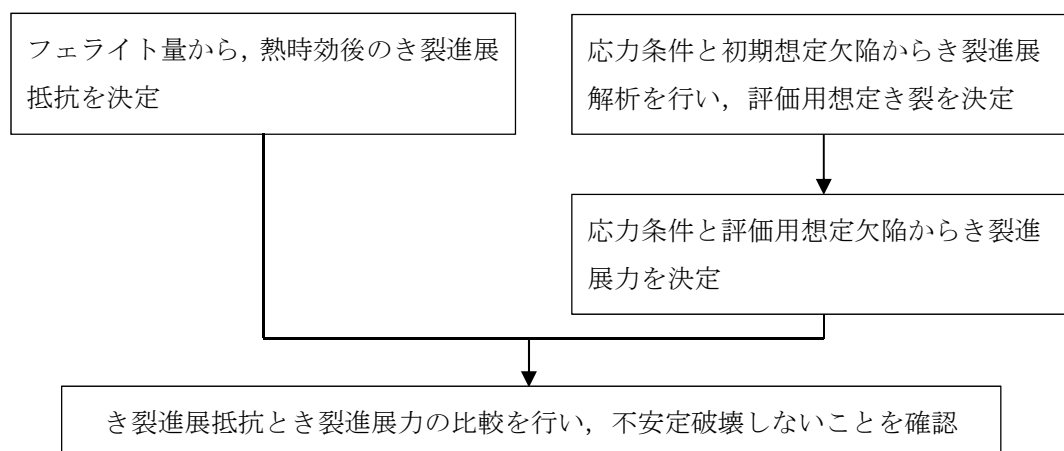 フェライト量から，熱時効後のき裂進展
抵抗を決定
応力条件と初期想定欠陥からき裂進展
解析を行い，評価用想定き裂を決定
応力条件と評価用想定欠陥からき裂進
展力を決定
き裂進展抵抗とき裂進展力の比較を行い，不安定破壊しないことを確認